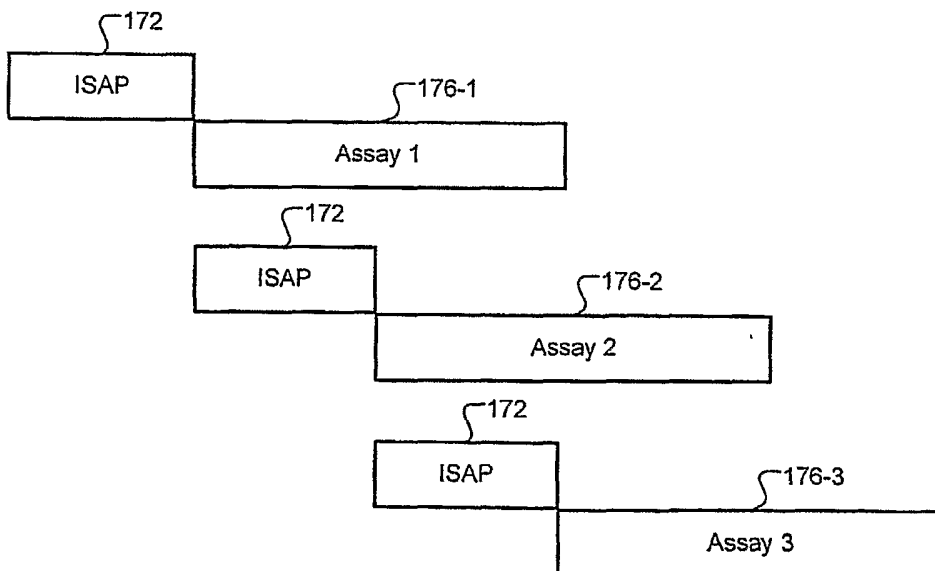 172
ISAP
176-1
Assay 1
172
ISAP
176-2
Assay 2
172
ISAP
176-3
Assay 3